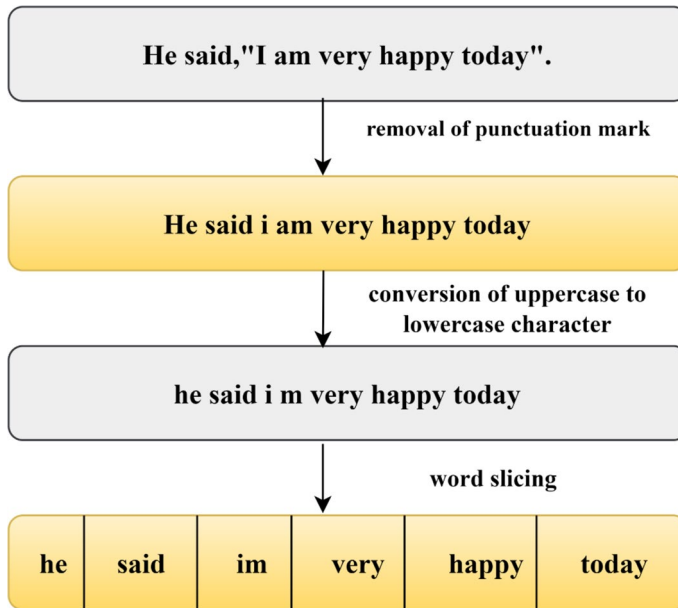 He said,"I am very happy today".
removal of punctuation mark
He said i am very happy today
conversion of uppercase to
lowercase character
he said i m very happy today
word slicing
he said im very happy today